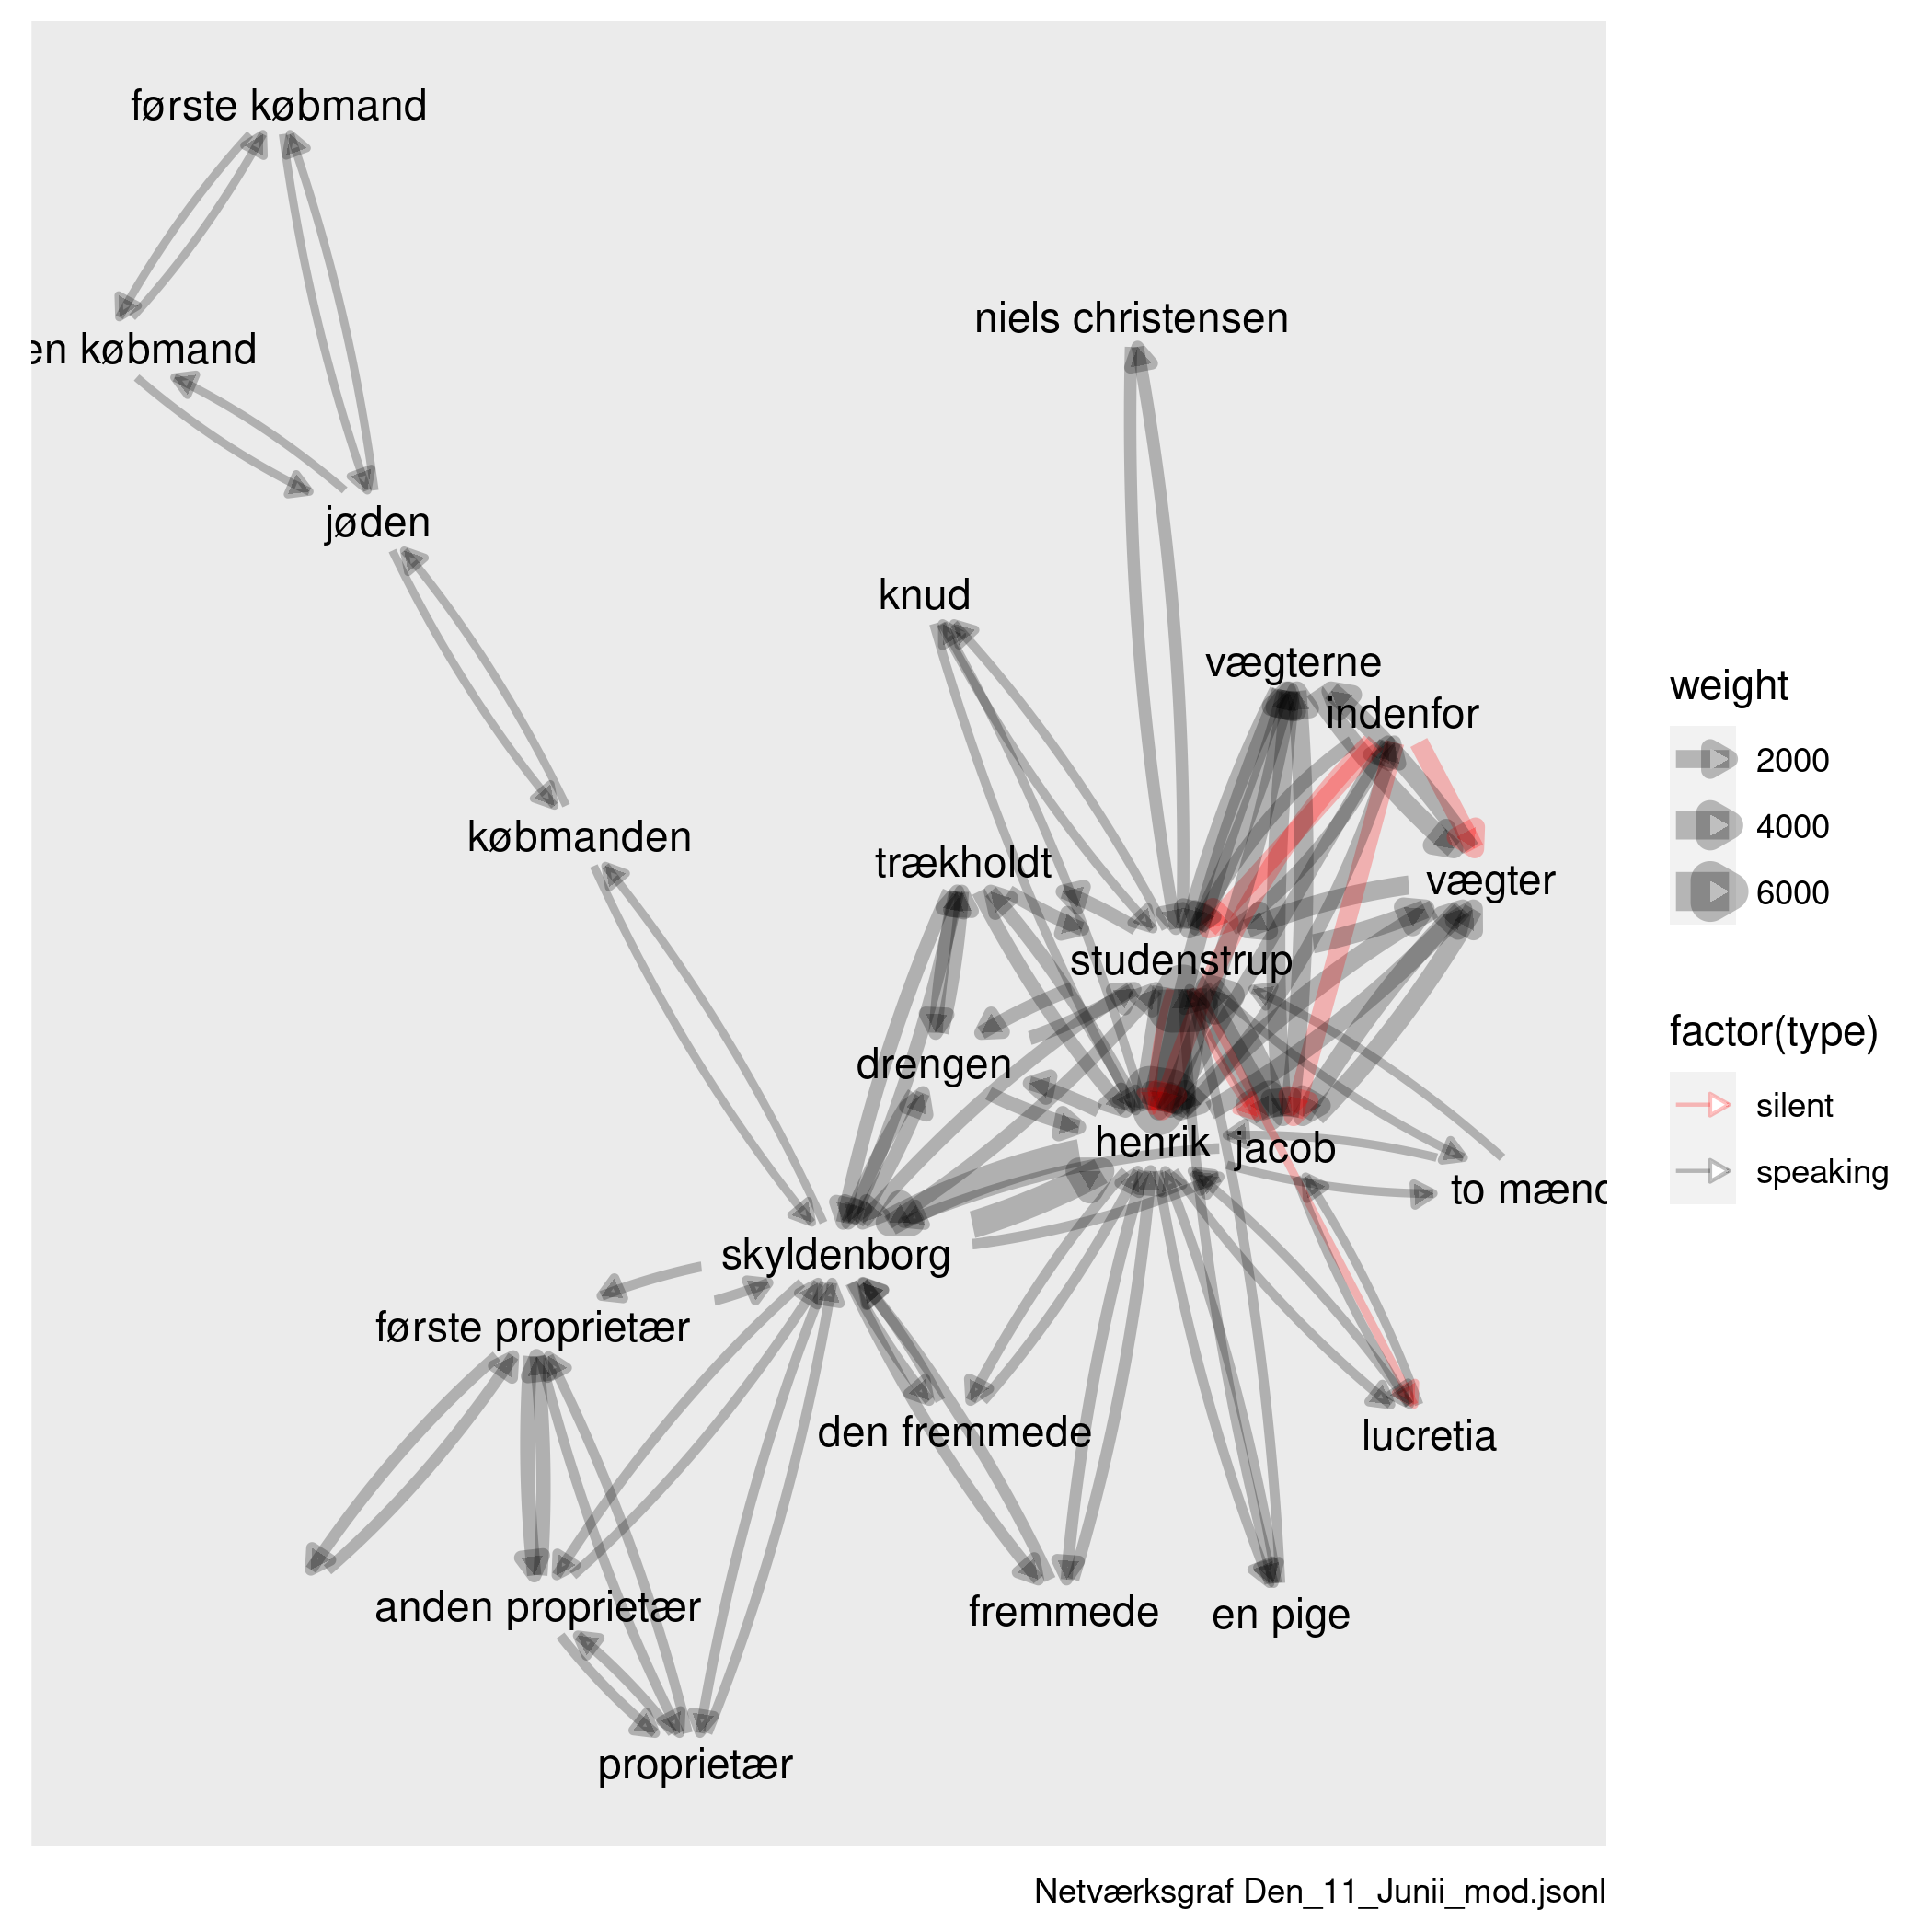 første købmand
en købmand
niels christensen
jøden
knud
vægterne
indenfor
købmanden
trækholdt
vægter
studenstrup
drengen
henrik
jacob
to mænd
skyldenborg
første proprietær
den fremmede
lucretia
anden proprietær
fremmede
en pige
proprietær
weight
2000
4000
6000
factor(type)
silent
speaking
Netværksgraf Den_11_Junii_mod.jsonl